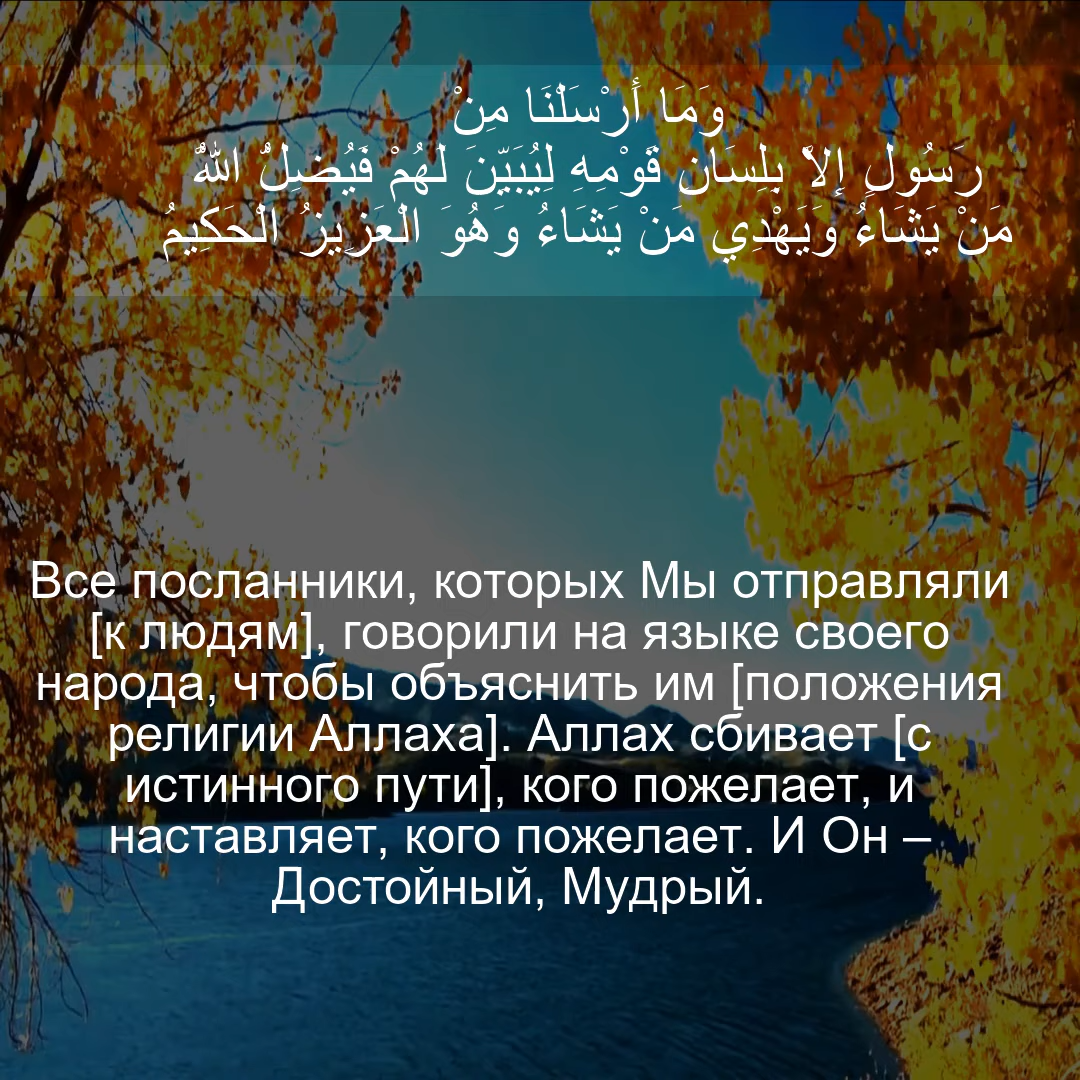 وَمَا أَرْسَلْنَا مِنْ
رَسُولٍ إِلاَّ بِلِسَانِ قَوْمِهِ لِيُبَيِّنَ لَهُمْ فَيُضِلُّ اللَّهُ
مَنْ يَشَاءُ وَيَهْدِي مَنْ يَشَاءُ وَهُوَ الْعَزِيزُ الْحَكِيمُ
Все посланники, которых Мы отправляли
[к людям], говорили на языке своего
народа, чтобы объяснить им [положения
религии Аллаха]. Аллах сбивает [с
истинного пути], кого пожелает, и
наставляет, кого пожелает. И Он –
Достойный, Мудрый.